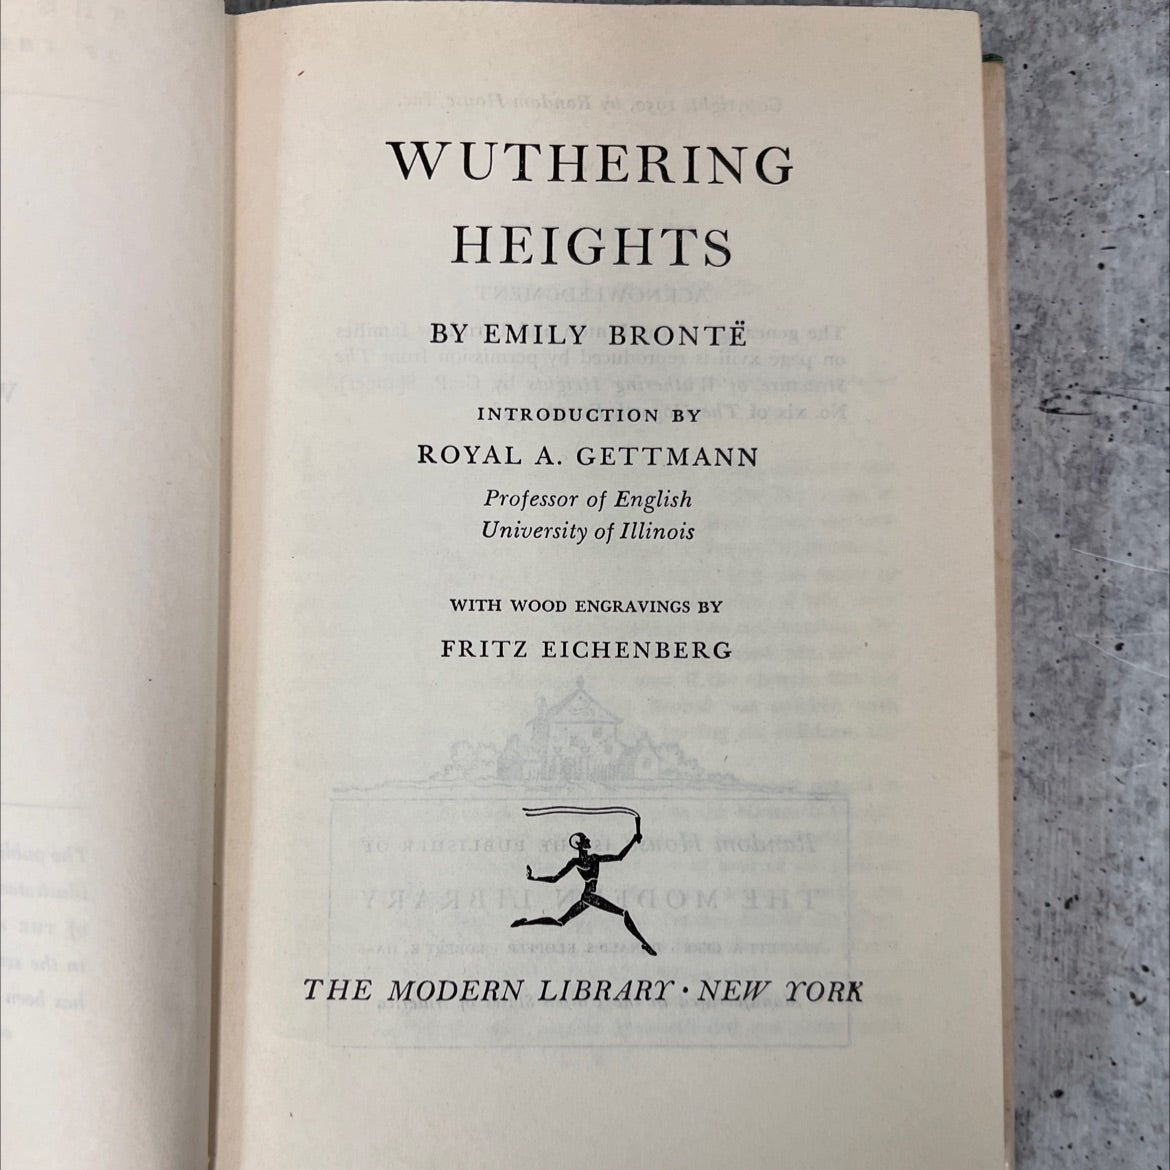 WUTHERING
HEIGHTS
BY EMILY BRONTË
INTRODUCTION BY
ROYAL A. GETTMANN
Professor of English
University of Illinois
WITH WOOD ENGRAVINGS BY
FRITZ EICHENBERG
THE MODERN LIBRARY · NEW YORK